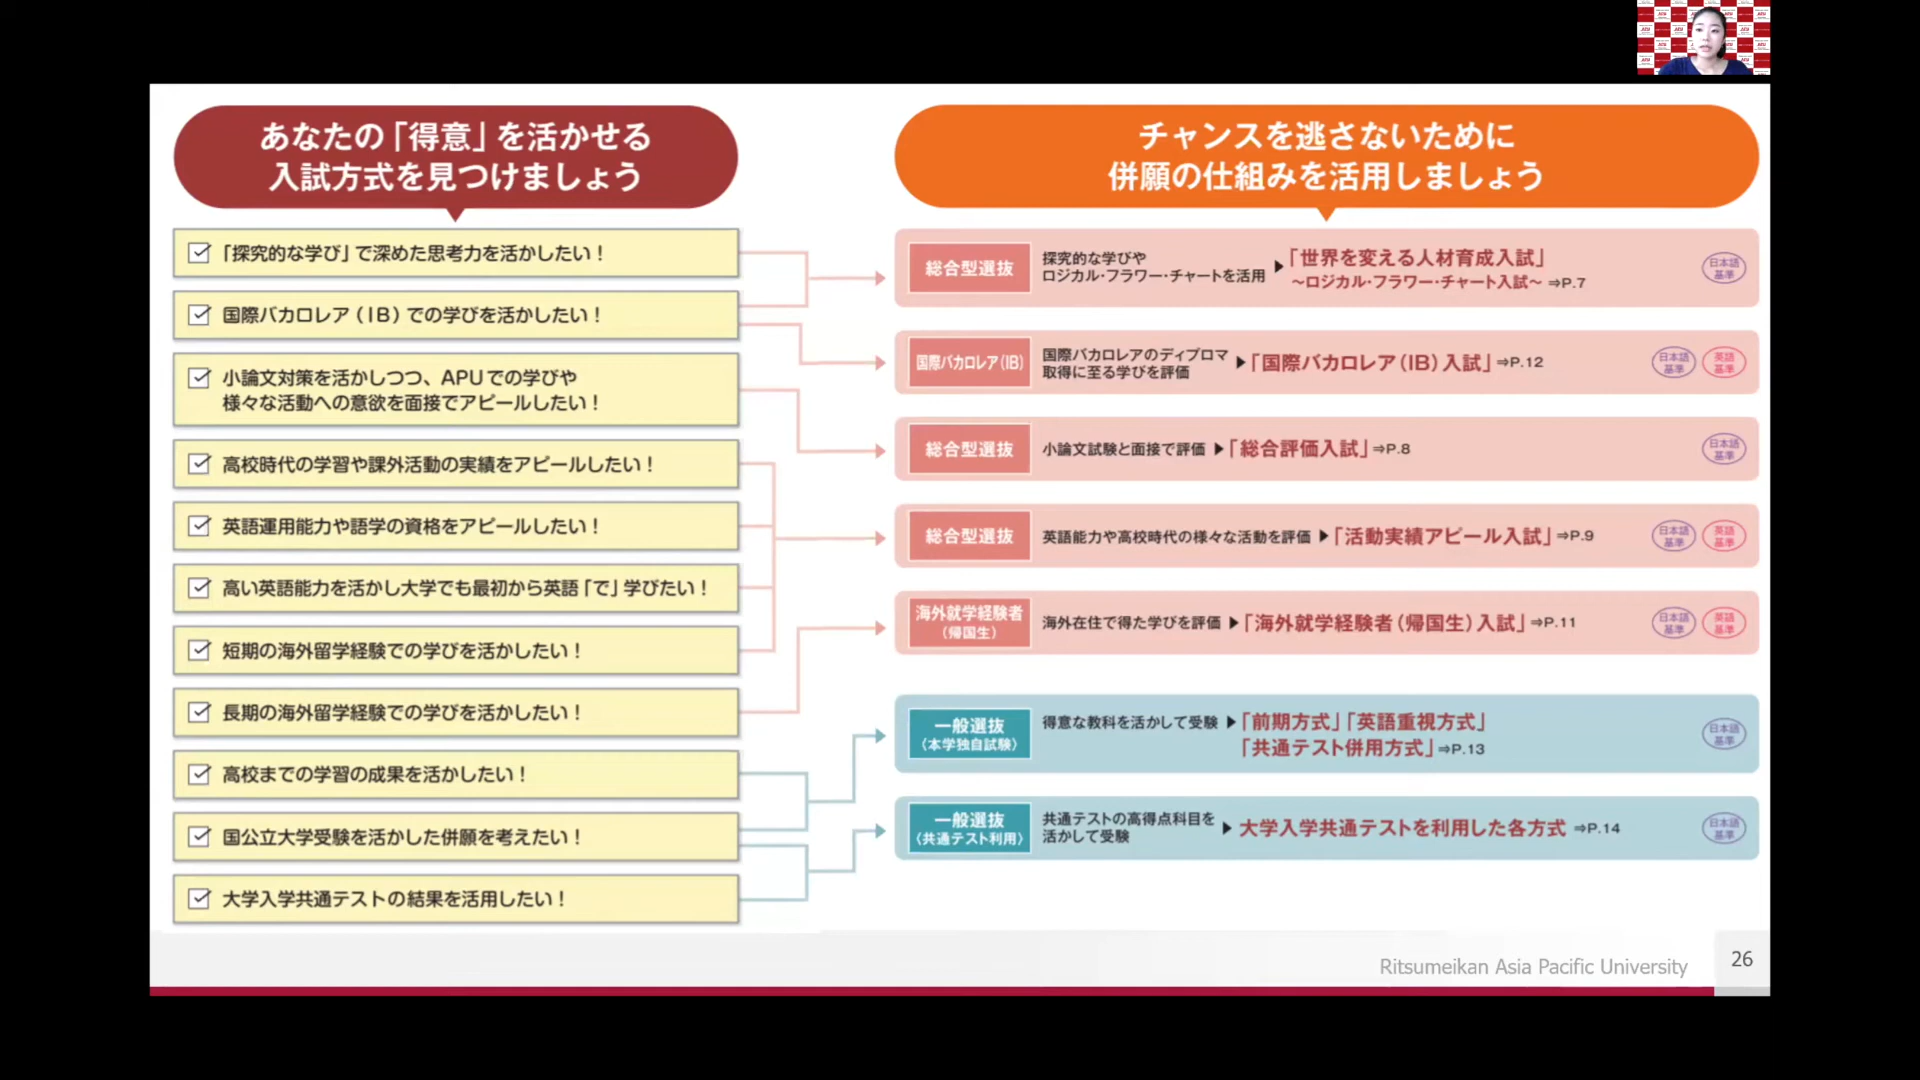 あなたの「得意」を活かせる
入試方式を見つけましょう
「探究的な学び」で深めた思考力を活かしたい！
国際バカロレア（IB）での学びを活かしたい！
小論文対策を活かしつつ、APUでの学びや
様々な活動への意欲を面接でアピールしたい！
高校時代の学習や課外活動の実績をアピールしたい！
英語運用能力や語学の資格をアピールしたい！
高い英語能力を活かし大学でも最初から英語「で」学びたい！
短期の海外留学経験での学びを活かしたい！
長期の海外留学経験での学びを活かしたい！
高校までの学習の成果を活かしたい！
国公立大学受験を活かした併願を考えたい！
大学入学共通テストの結果を活用したい！
チャンスを逃さないために
併願の仕組みを活用しましょう
総合型選抜
探究的な学びや
ロジカル・フラワー・チャートを活用
「世界を変える人材育成入試」
～ロジカル・フラワー・チャート入試～ ⇒P.7
日本語
基準
国際バカロレア（IB）
国際バカロレアのディプロマ
取得に至る学びを評価
「国際バカロレア（IB）入試」⇒P.12
日本語
基準
英語
基準
総合型選抜
小論文試験と面接で評価
「総合評価入試」⇒P.8
日本語
基準
総合型選抜
英語能力や高校時代の様々な活動を評価
「活動実績アピール入試」⇒P.9
日本語
基準
英語
基準
海外就学経験者
（帰国生）
海外在住で得た学びを評価
「海外就学経験者（帰国生）入試」⇒P.11
日本語
基準
英語
基準
一般選抜
（本学独自試験）
得意な教科を活かして受験
「前期方式」「英語重視方式」
「共通テスト併用方式」⇒P.13
日本語
基準
一般選抜
（共通テスト利用）
共通テストの高得点科目を
活かして受験
大学入学共通テストを利用した各方式 ⇒P.14
日本語
基準
Ritsumeikan Asia Pacific University
26